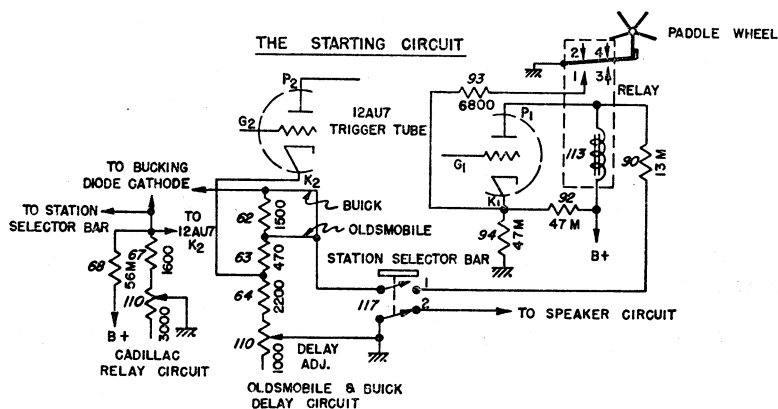 THE STARTING CIRCUIT
PADDLE WHEEL
2 4
1 3
RELAY
93
6800
P2
G2
12AU7
TRIGGER TUBE
K2
P1
G1
K1
113
90
13M
92
47M
94
47M
B+
TO BUCKING
DIODE CATHODE
BUICK
OLDSMOBILE
TO STATION
SELECTOR BAR
TO
12AU7
K2
62
1500
63
470
64
2200
110
1000
68
56M
67
1600
110
3000
B+
CADILLAC
RELAY CIRCUIT
STATION SELECTOR BAR
117
1
2
TO SPEAKER CIRCUIT
DELAY
ADJ.
OLDSMOBILE & BUICK
DELAY CIRCUIT